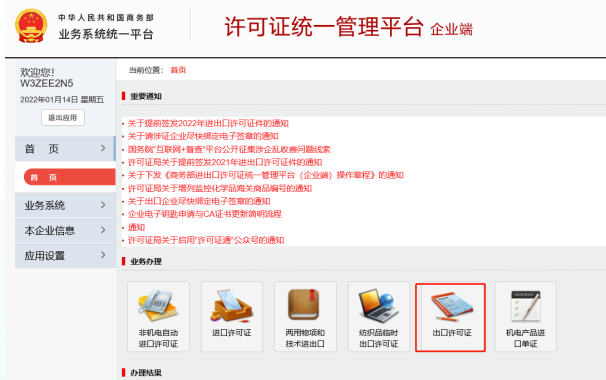 中华人民共和国商务部
业务系统统一平台
许可证统一管理平台 企业端
欢迎您!
W3ZEE2N5
2022年01月14日 星期五
退出应用
首 页
首 页
业务系统
本企业信息
应用设置
当前位置: 首页
重要通知
· 关于提前签发2022年进出口许可证件的通知
· 关于请涉证企业尽快绑定电子签章的通知
· 国务院"互联网+督查"平台公开征集涉企乱收费问题线索
· 许可证局关于提前签发2021年进出口许可证件的通知
· 关于下发《商务部进出口许可证统一管理平台(企业端)操作章程》的通知
· 许可证局关于增列监控化学品海关商品编号的通知
· 关于出口企业尽快绑定电子签章的通知
· 企业电子钥匙申请与CA证书更新简明流程
· 通知
· 许可证局关于启用"许可证通"公众号的通知
业务办理
非机电自动
进口许可证
进口许可证
两用物项和
技术进出口
纺织品临时
出口许可证
出口许可证
机电产品进
口单证
办理结果